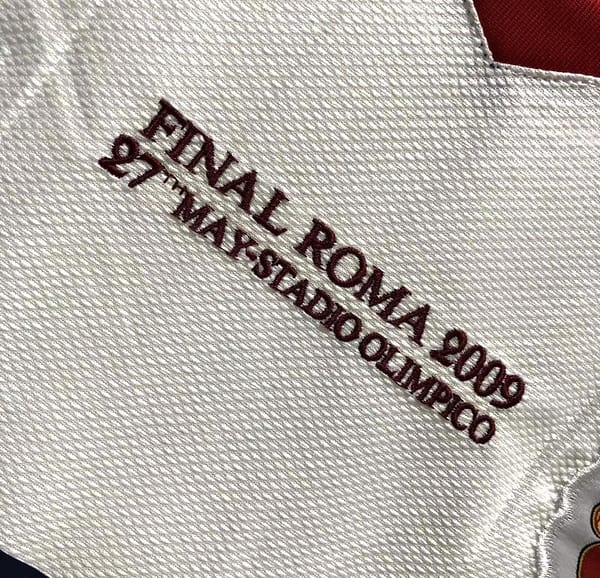 FINAL ROMA 2009
27TH MAY-STADIO OLIMPICO